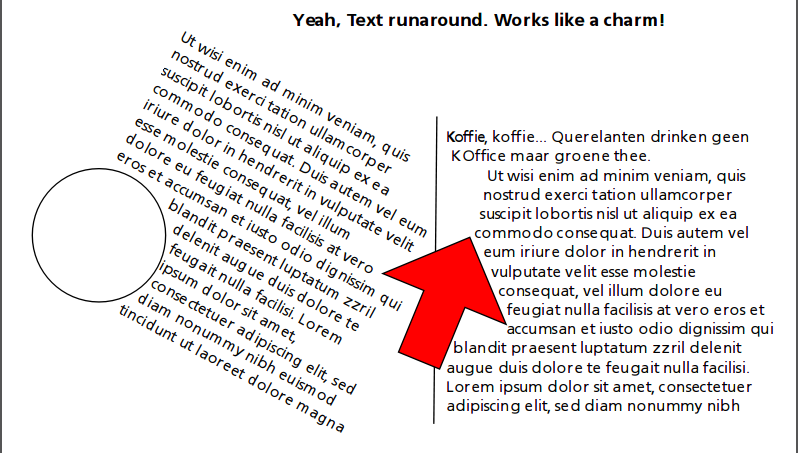 Yeah, Text runaround. Works like a charm!
Ut wisi enim ad minim veniam, quis
nostrud exerci tation ullamcorper
suscipit lobortis nisl ut aliquip ex ea
commodo consequat. Duis autem vel eum
iriure dolor in hendrerit in vulputate velit
esse molestie consequat, vel illum
dolore eu feugiat nulla facilisis at vero
eros et accumsan et iusto odio dignissim qui
blandit praesent luptatum zzril
delenit augue duis dolore te
feugait nulla facilisi. Lorem
ipsum dolor sit amet,
consectetuer adipiscing elit, sed
diam nonummy nibh euismod
tincidunt ut laoreet dolore magna
Koffie, koffie... Querelanten drinken geen
KOffice maar groene thee.
Ut wisi enim ad minim veniam, quis
nostrud exerci tation ullamcorper
suscipit lobortis nisl ut aliquip ex ea
commodo consequat. Duis autem vel
eum iriure dolor in hendrerit in
vulputate velit esse molestie
consequat, vel illum dolore eu
feugiat nulla facilisis at vero eros et
accumsan et iusto odio dignissim qui
blandit praesent luptatum zzril delenit
augue duis dolore te feugait nulla facilisi.
Lorem ipsum dolor sit amet, consectetuer
adipiscing elit, sed diam nonummy nibh